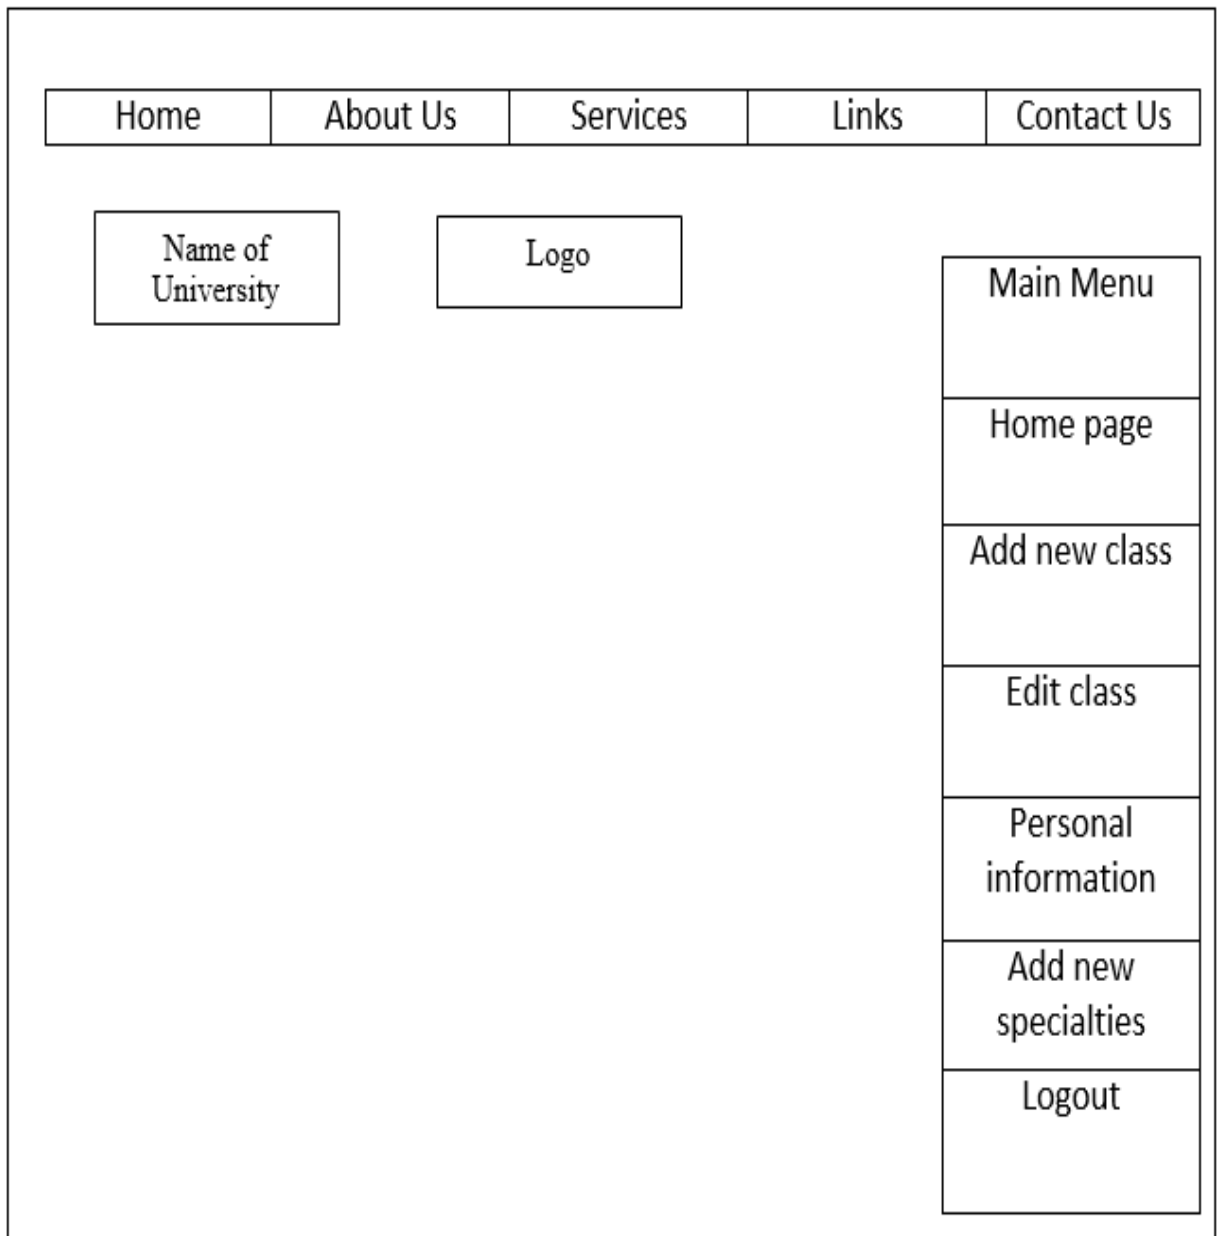 Home About Us Services Links Contact Us
Name of
University
Logo
Main Menu
Home page
Add new class
Edit class
Personal
information
Add new
specialties
Logout